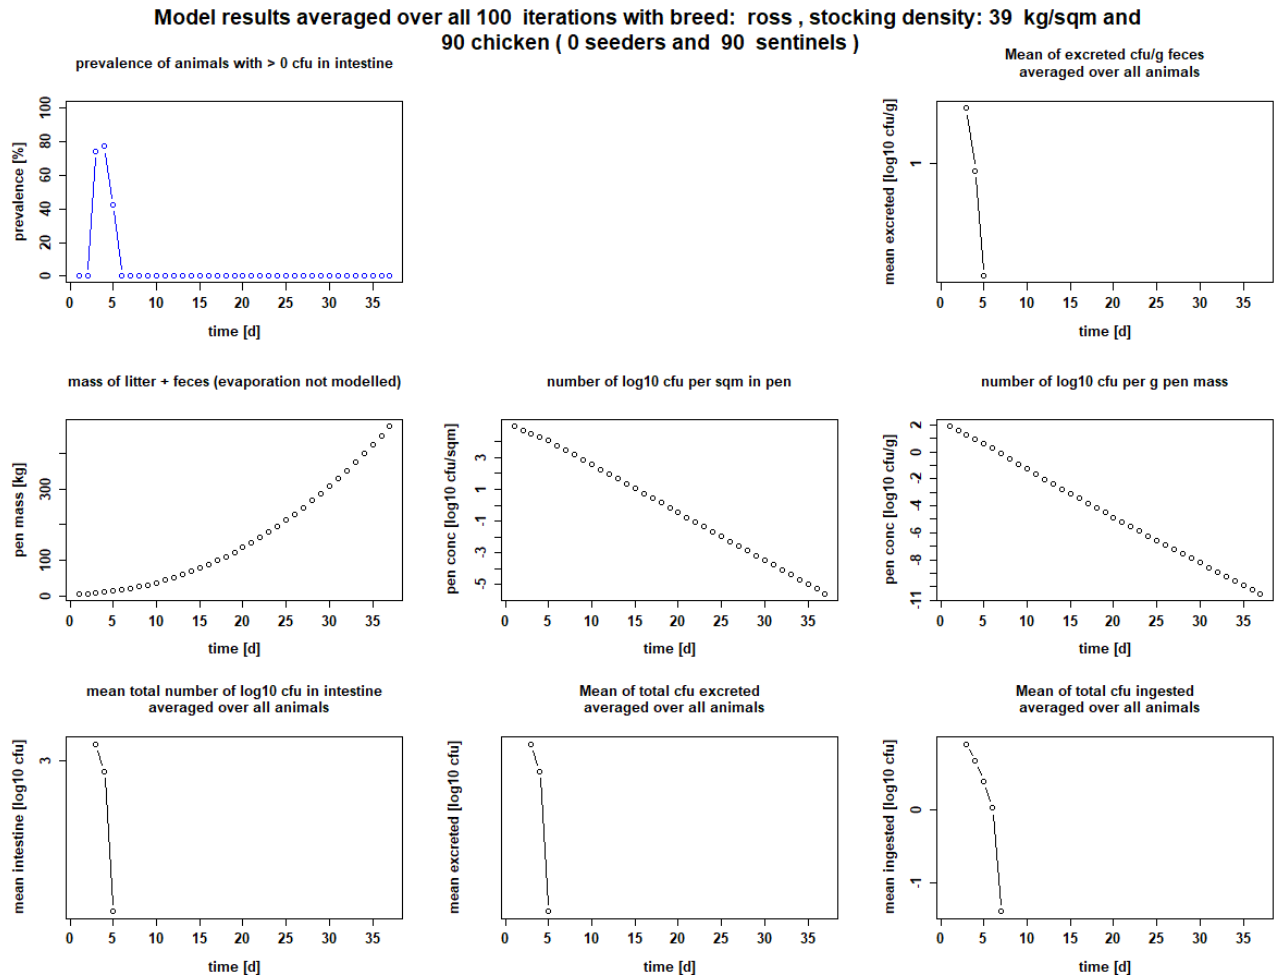 Model results averaged over all 100 iterations with breed: ross , stocking density: 39 kg/sqm and
90 chicken ( 0 seeders and 90 sentinels )
prevalence of animals with > 0 cfu in intestine
prevalence [%]
0 20 40 60 80 100
0 5 10 15 20 25 30 35
time [d]
Mean of excreted cfu/g feces
averaged over all animals
mean excreted [log10 cfu/g]
1
0 5 10 15 20 25 30 35
time [d]
mass of litter + feces (evaporation not modelled)
pen mass [kg]
0 100 300
0 5 10 15 20 25 30 35
time [d]
number of log10 cfu per sqm in pen
pen conc [log10 cfu/sqm]
-5 -3 -1 1 3
0 5 10 15 20 25 30 35
time [d]
number of log10 cfu per g pen mass
pen conc [log10 cfu/g]
-11 -8 -6 -4 -2 0 2
0 5 10 15 20 25 30 35
time [d]
mean total number of log10 cfu in intestine
averaged over all animals
mean intestine [log10 cfu]
3
0 5 10 15 20 25 30 35
time [d]
Mean of total cfu excreted
averaged over all animals
mean excreted [log10 cfu]
0 5 10 15 20 25 30 35
time [d]
Mean of total cfu ingested
averaged over all animals
mean ingested [log10 cfu]
-1 0
0 5 10 15 20 25 30 35
time [d]